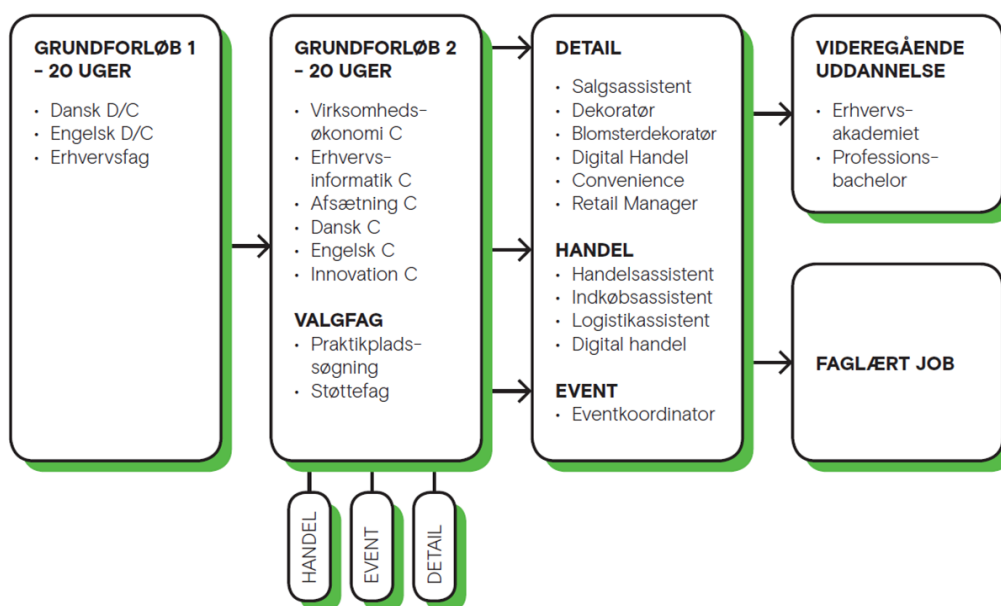 GRUNDFORLØB 1
– 20 UGER
• Dansk D/C
• Engelsk D/C
• Erhvervsfag
GRUNDFORLØB 2
– 20 UGER
• Virksomheds-
økonomi C
• Erhvervs-
informatik C
• Afsætning C
• Dansk C
• Engelsk C
• Innovation C
VALGFAG
• Praktikplads-
søgning
• Støttefag
HANDEL
EVENT
DETAIL
DETAIL
• Salgsassistent
• Dekoratør
• Blomsterdekoratør
• Digital Handel
• Convenience
• Retail Manager
HANDEL
• Handelsassistent
• Indkøbsassistent
• Logistikassistent
• Digital handel
EVENT
• Eventkoordinator
VIDEREGÅENDE
UDDANNELSE
• Erhvervs-
akademiet
• Professions-
bachelor
FAGLÆRT JOB